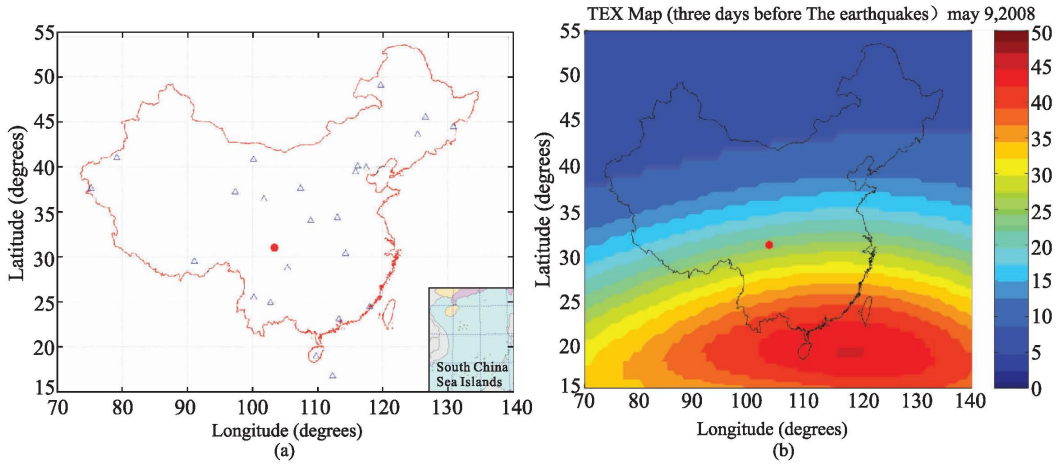 TEX Map (three days before The earthquakes) may 9,2008
55
50
45
40
35
30
25
20
15
Latitude (degrees)
70 80 90 100 110 120 130 140
Longitude (degrees)
(a)
South China
Sea Islands
55
50
45
40
35
30
25
20
15
Latitude (degrees)
70 80 90 100 110 120 130 140
Longitude (degrees)
(b)
50
45
40
35
30
25
20
15
10
5
0